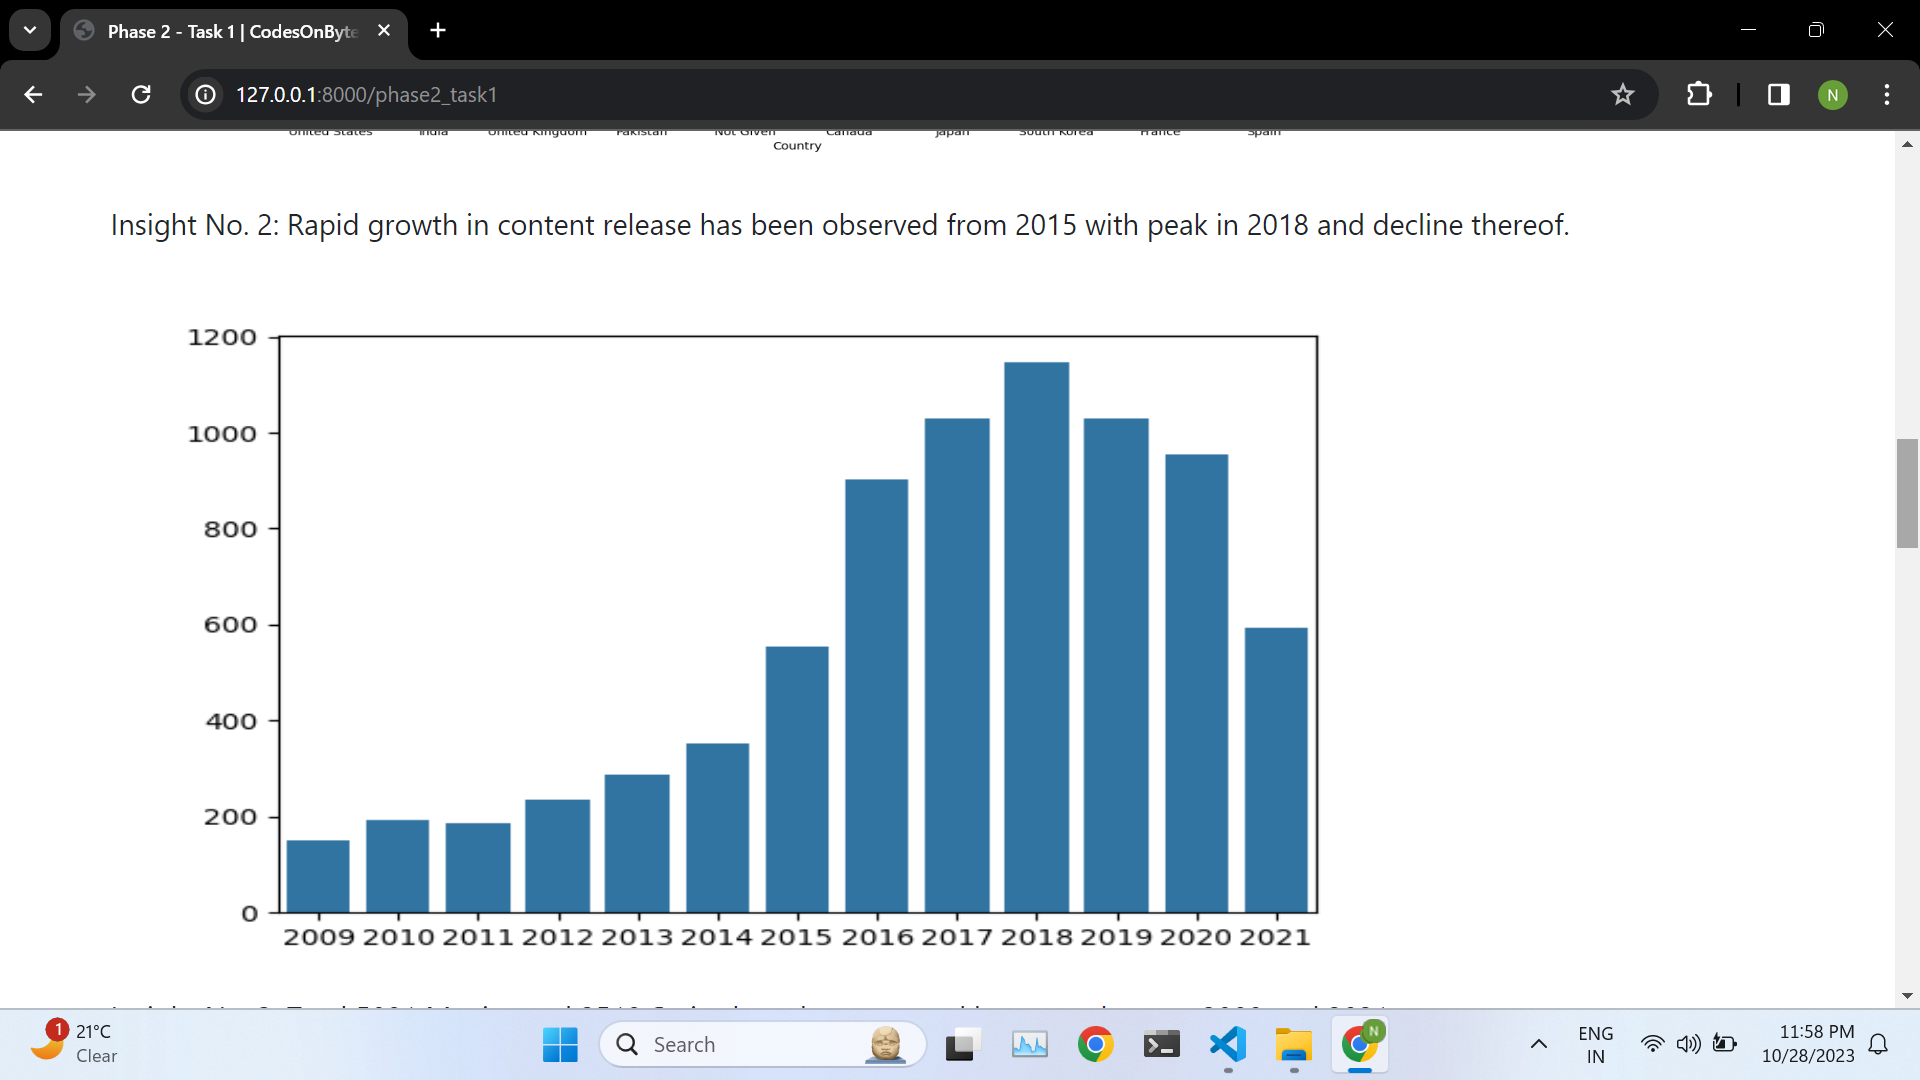 Phase 2 - Task 1 | CodesOnByte
127.0.0.1:8000/phase2_task1
N
United States India United Kingdom Pakistan Not Given Canada Japan South Korea France Spain
Country
Insight No. 2: Rapid growth in content release has been observed from 2015 with peak in 2018 and decline thereof.
1200
1000
800
600
400
200
0
2009 2010 2011 2012 2013 2014 2015 2016 2017 2018 2019 2020 2021
1
21°C
Clear
Search
N
ENG
IN
11:58 PM
10/28/2023